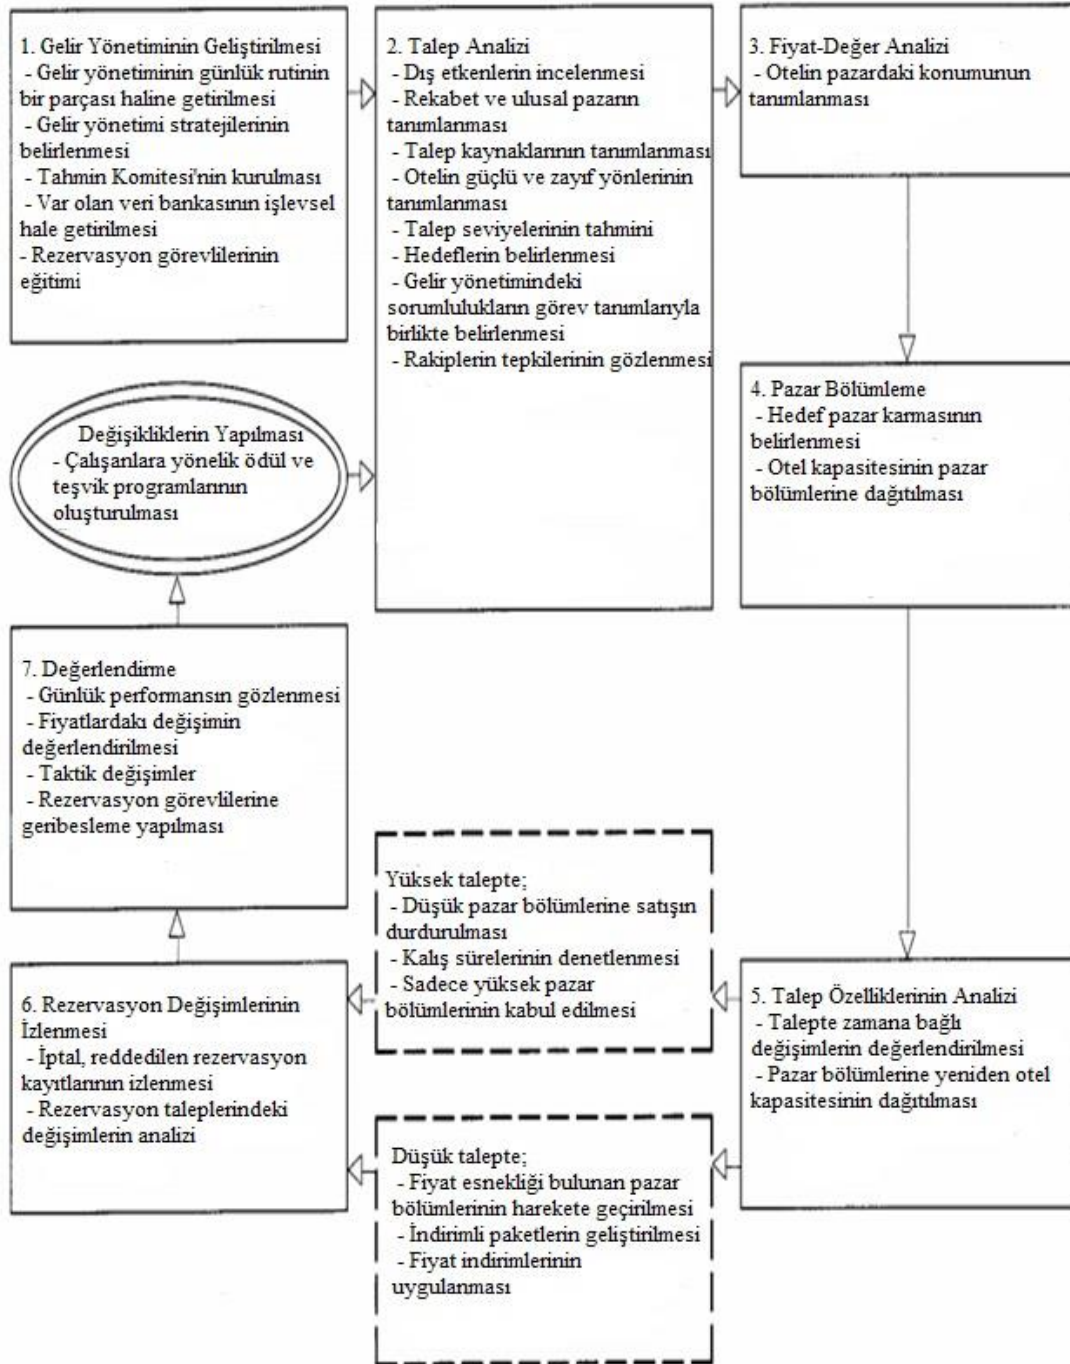 1. Gelir Yönetiminin Geliştirilmesi
- Gelir yönetiminin günlük rutinin
bir parçası haline getirilmesi
- Gelir yönetimi stratejilerinin
belirlenmesi
- Tahmin Komitesi'nin kurulması
- Var olan veri bankasının işlevsel
hale getirilmesi
- Rezervasyon görevlilerinin
eğitimi
2. Talep Analizi
- Dış etkenlerin incelenmesi
- Rekabet ve ulusal pazarın
tanımlanması
- Talep kaynaklarının tanımlanması
- Otelin güçlü ve zayıf yönlerinin
tanımlanması
- Talep seviyelerinin tahmini
- Hedeflerin belirlenmesi
- Gelir yönetimindeki
sorumlulukların görev tanımlarıyla
birlikte belirlenmesi
- Rakiplerin tepkilerinin gözlenmesi
3. Fiyat-Değer Analizi
- Otelin pazardaki konumunun
tanımlanması
4. Pazar Bölümleme
- Hedef pazar karmasının
belirlenmesi
- Otel kapasitesinin pazar
bölümlerine dağıtılması
5. Talep Özelliklerinin Analizi
- Talepte zamana bağlı
değişimlerin değerlendirilmesi
- Pazar bölümlerine yeniden otel
kapasitesinin dağıtılması
Yüksek talepte;
- Düşük pazar bölümlerine satışın
durdurulması
- Kalış sürelerinin denetlenmesi
- Sadece yüksek pazar
bölümlerinin kabul edilmesi
Düşük talepte;
- Fiyat esnekliği bulunan pazar
bölümlerinin harekete geçirilmesi
- İndirimli paketlerin geliştirilmesi
- Fiyat indirimlerinin
uygulanması
6. Rezervasyon Değişimlerinin
İzlenmesi
- İptal, reddedilen rezervasyon
kayıtlarının izlenmesi
- Rezervasyon taleplerindeki
değişimlerin analizi
7. Değerlendirme
- Günlük performansın gözlenmesi
- Fiyatlardakı değişimin
değerlendirilmesi
- Taktik değişimler
- Rezervasyon görevlilerine
geribesleme yapılması
Değişikliklerin Yapılması
- Çalışanlara yönelik ödül ve
teşvik programlarının
oluşturulması